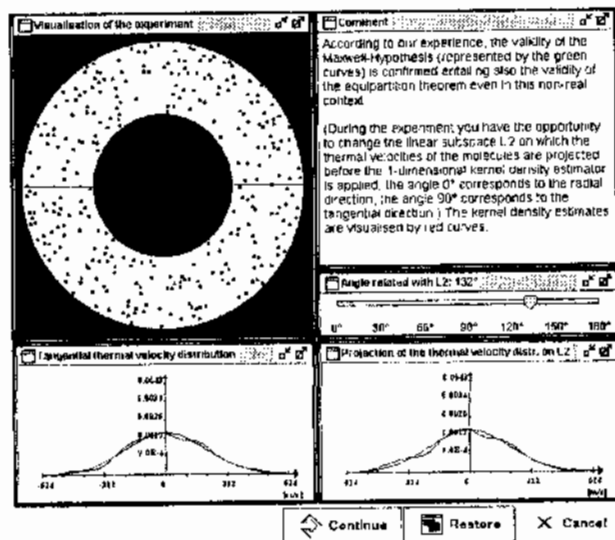 Visualisation of the experiment
Comment
According to our experience, the validity of the
Maxwell-Hypothesis (represented by the green
curves) is confirmed entailing also the validity of
the equipartition theorem even in this non-real
context
(During the experiment you have the opportunity
to change the linear subspace L2 on which the
thermal velocities of the molecules are projected
before the 1-dimensional kernel density estimator
is applied, the angle 0° corresponds to the radial
direction, the angle 90° corresponds to the
tangential direction.) The kernel density estimates
are visualised by red curves.
Angle related with L2: 132°
0° 30° 60° 90° 120° 150° 180°
Tangential thermal velocity distribution
Projection of the thermal velocity distr. on L2
0
0
[m/s]
[m/s]
Continue
Restore
Cancel